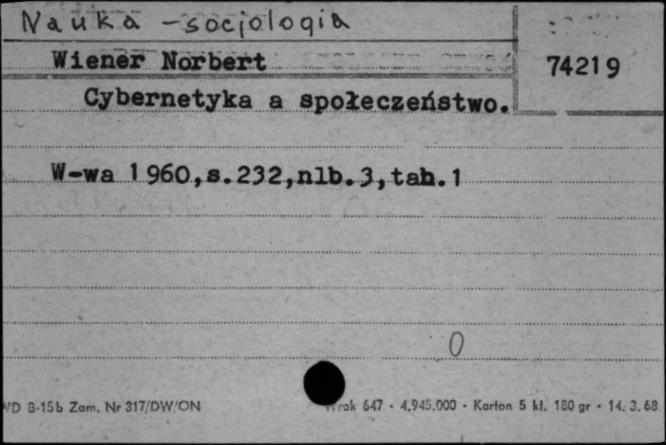 Nauka - socjologia
Wiener Norbert
74219
Cybernetyka a społeczeństwo.
W-wa 1960,s.232,nlb.3,tab.1
0
D B-15b Zam. Nr 317/DW/ON
647 - 4.945.000 - Karton 5 kl. 180 gr - 14. 3. 68